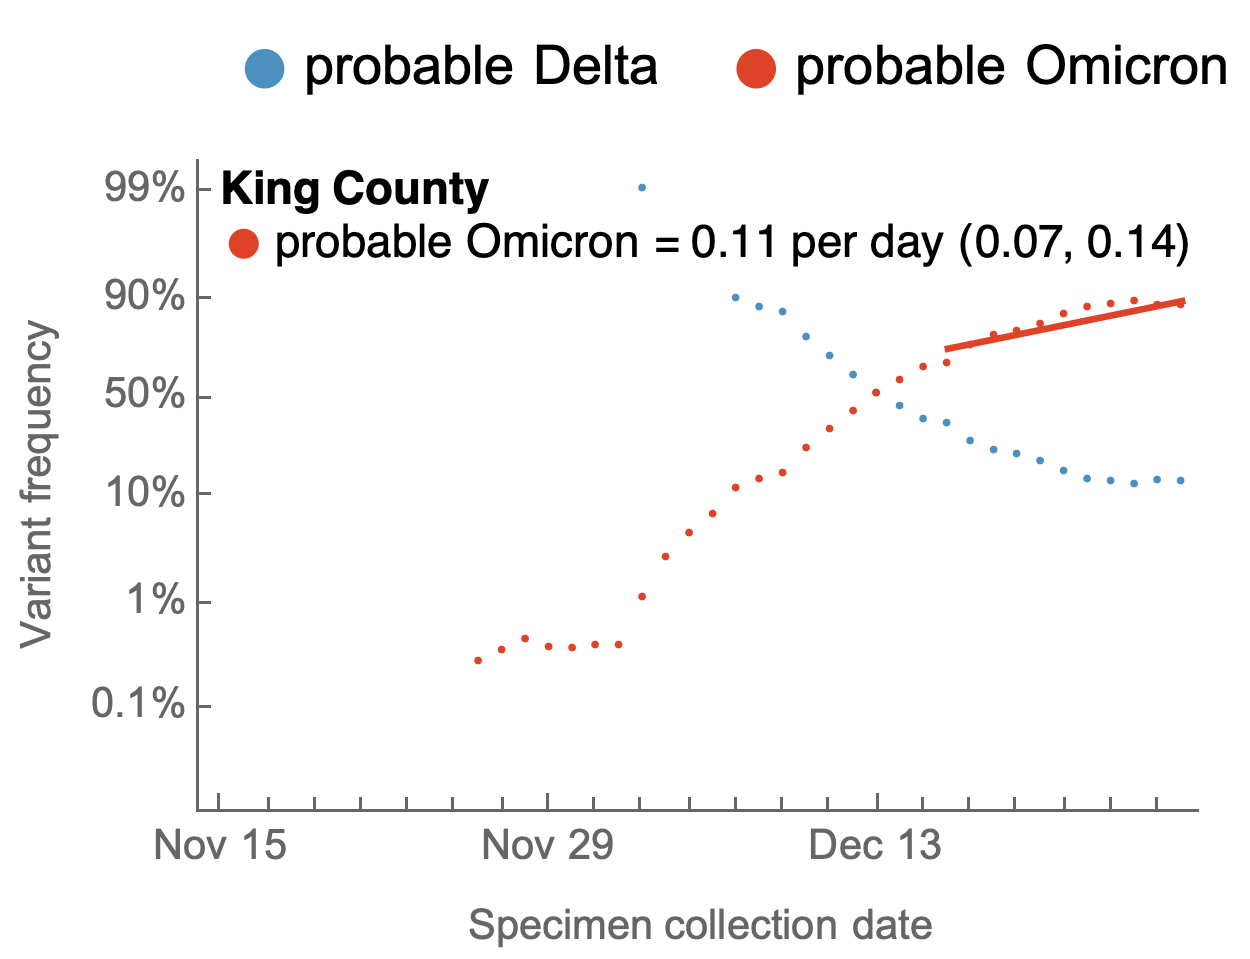 probable Delta probable Omicron
King County
probable Omicron = 0.11 per day (0.07, 0.14)
99%
90%
50%
10%
1%
0.1%
Variant frequency
Nov 15 Nov 29 Dec 13
Specimen collection date